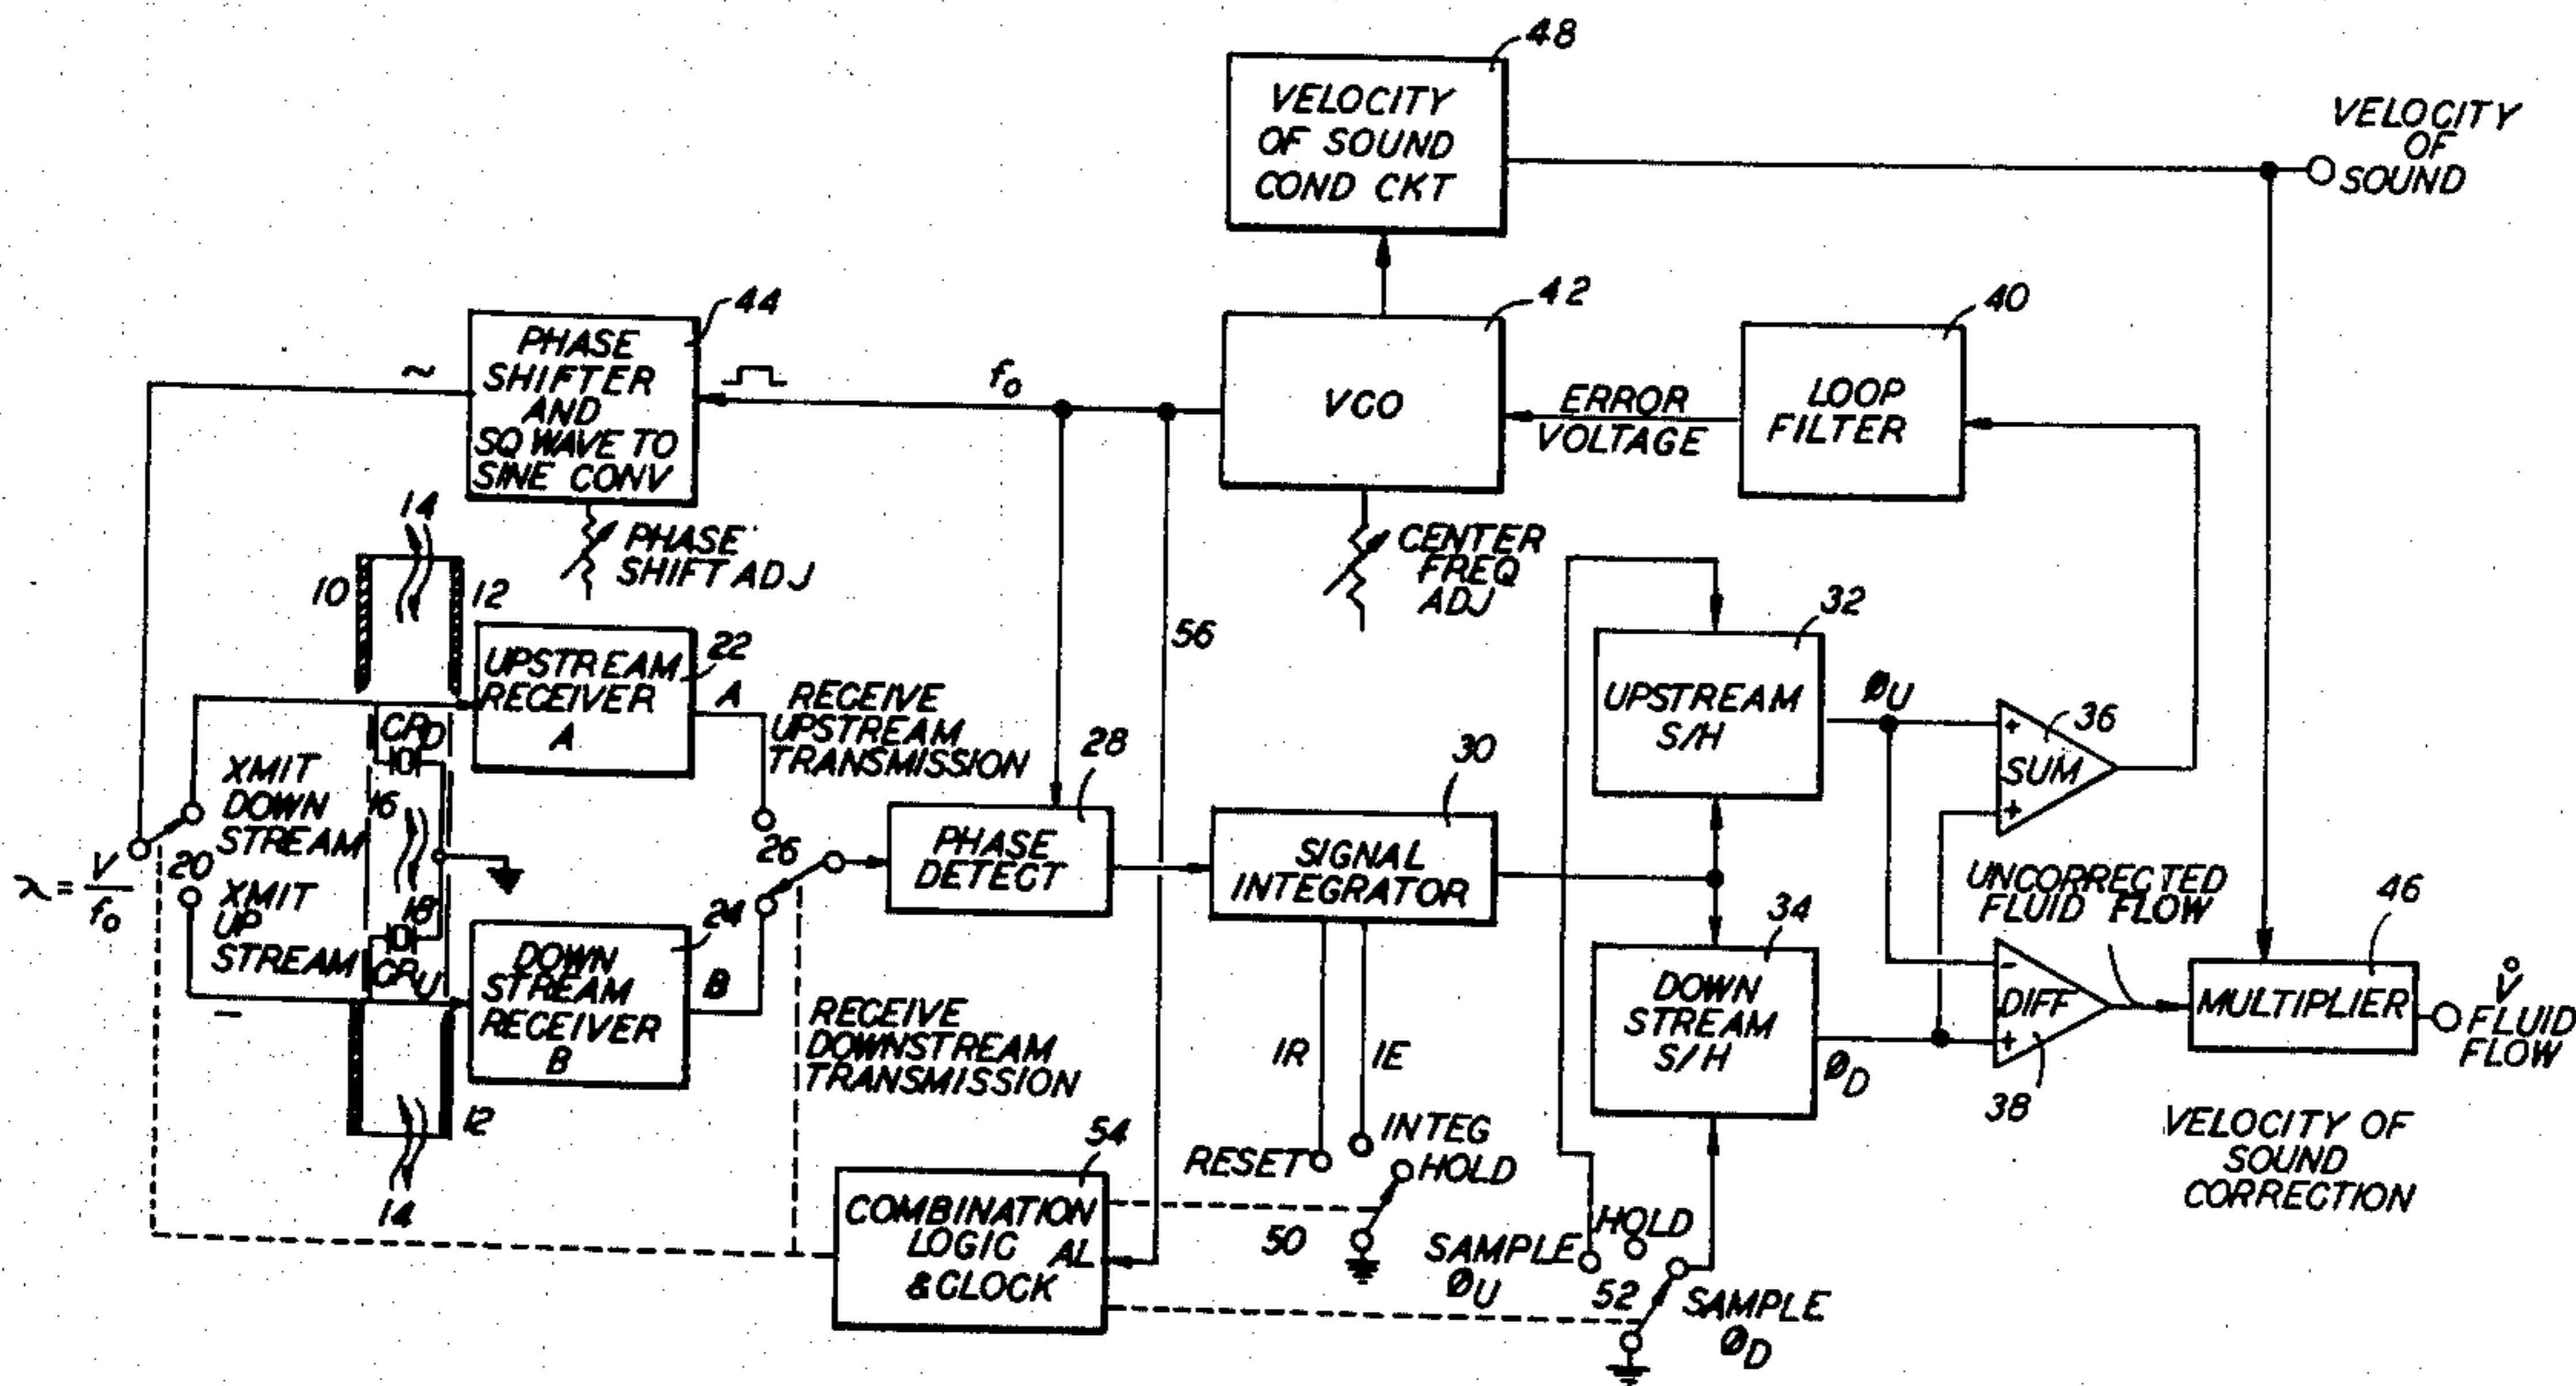 48
VELOCITY
OF SOUND
COND CKT
VELOCITY
OF
SOUND
44
PHASE
SHIFTER
AND
SQ WAVE TO
SINE CONV
~
f₀
42
VCO
ERROR
VOLTAGE
40
LOOP
FILTER
PHASE
SHIFT ADJ
CENTER
FREQ
ADJ
14
10
12
22
UPSTREAM
RECEIVER
A
A
RECEIVE
UPSTREAM
TRANSMISSION
56
28
PHASE
DETECT
30
SIGNAL
INTEGRATOR
32
UPSTREAM
S/H
ØU
36
+
SUM
+
CRD
16
XMIT
DOWN
STREAM
λ = V/f₀
20
XMIT
UP
STREAM
18
CRU
24
DOWN
STREAM
RECEIVER
B
B
26
RECEIVE
DOWNSTREAM
TRANSMISSION
34
DOWN
STREAM
S/H
ØD
UNCORRECTED
FLUID FLOW
-
DIFF
+
38
46
MULTIPLIER
V̊
FLUID
FLOW
VELOCITY OF
SOUND
CORRECTION
12
14
IR
IE
RESET
INTEG
HOLD
50
54
COMBINATION
LOGIC AL
& CLOCK
SAMPLE
ØU
HOLD
52
SAMPLE
ØD